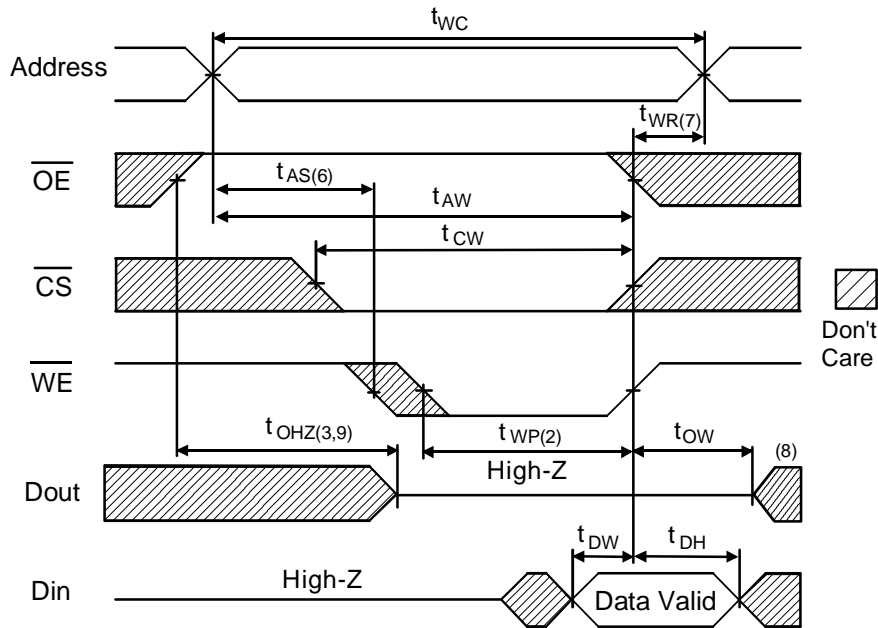 tWC
Address
tWR(7)
OE
tAS(6)
tAW
tCW
CS
Don't
Care
WE
tOHZ(3,9)
tWP(2)
tOW
(8)
High-Z
Dout
tDW
tDH
High-Z
Din
Data Valid